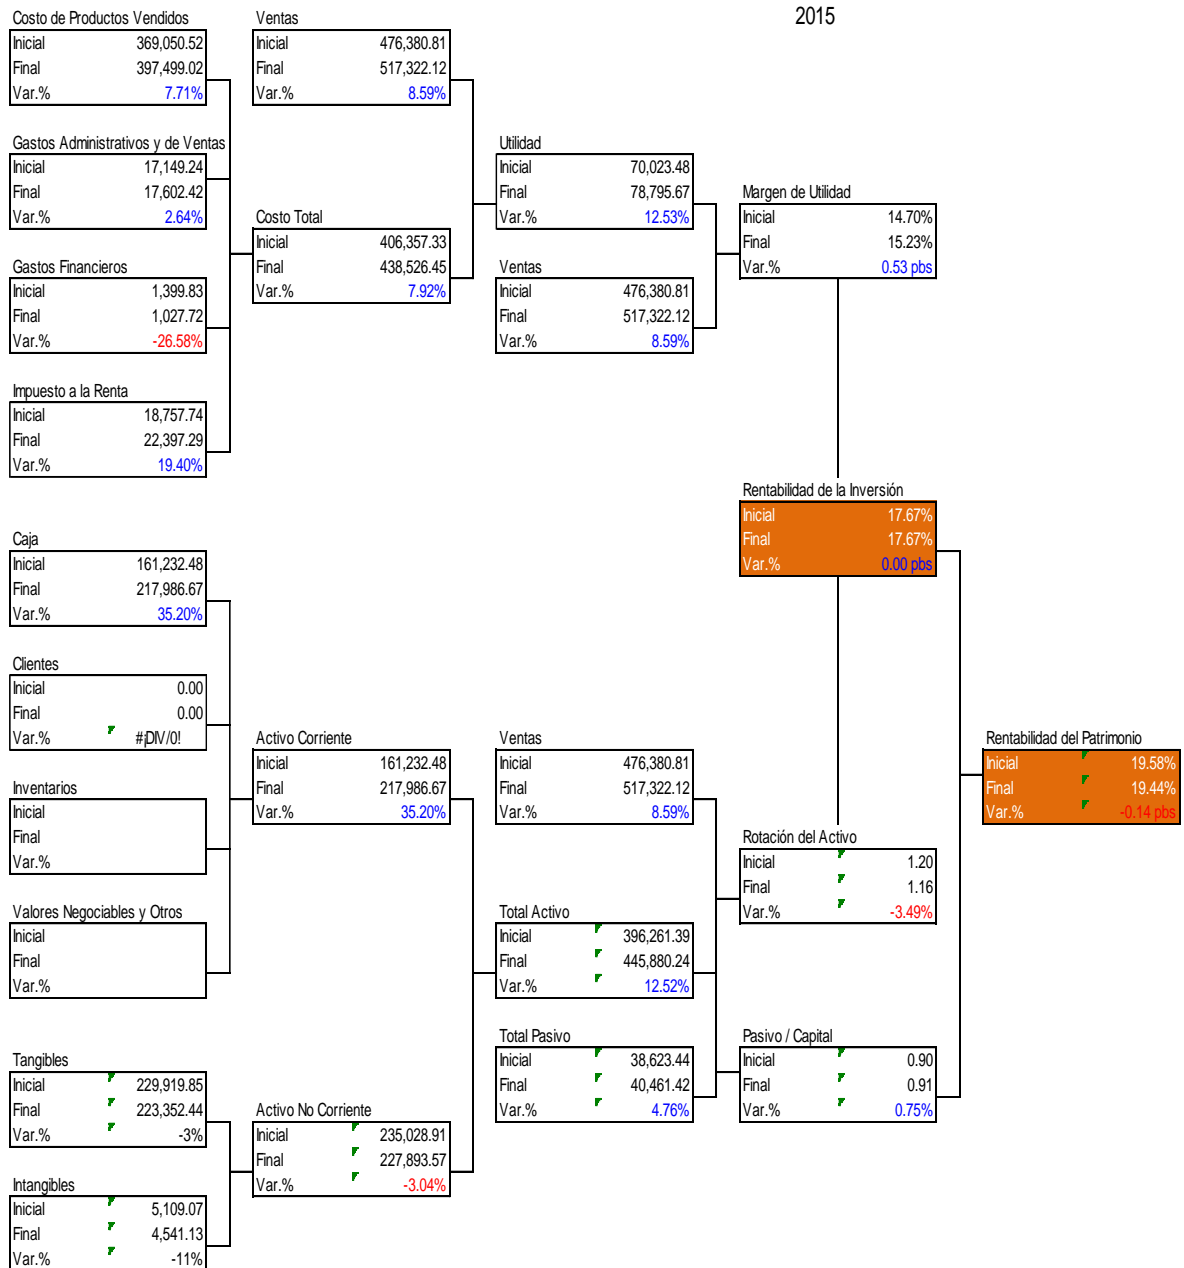 2015
Costo de Productos Vendidos
Inicial 369,050.52
Final 397,499.02
Var.% 7.71%
Ventas
Inicial 476,380.81
Final 517,322.12
Var.% 8.59%
Gastos Administrativos y de Ventas
Inicial 17,149.24
Final 17,602.42
Var.% 2.64%
Utilidad
Inicial 70,023.48
Final 78,795.67
Var.% 12.53%
Margen de Utilidad
Inicial 14.70%
Final 15.23%
Var.% 0.53 pbs
Costo Total
Inicial 406,357.33
Final 438,526.45
Var.% 7.92%
Gastos Financieros
Inicial 1,399.83
Final 1,027.72
Var.% -26.58%
Ventas
Inicial 476,380.81
Final 517,322.12
Var.% 8.59%
Impuesto a la Renta
Inicial 18,757.74
Final 22,397.29
Var.% 19.40%
Rentabilidad de la Inversión
Inicial 17.67%
Final 17.67%
Var.% 0.00 pbs
Caja
Inicial 161,232.48
Final 217,986.67
Var.% 35.20%
Clientes
Inicial 0.00
Final 0.00
Var.% #¡DIV/0!
Activo Corriente
Inicial 161,232.48
Final 217,986.67
Var.% 35.20%
Ventas
Inicial 476,380.81
Final 517,322.12
Var.% 8.59%
Rentabilidad del Patrimonio
Inicial 19.58%
Final 19.44%
Var.% -0.14 pbs
Inventarios
Inicial
Final
Var.%
Rotación del Activo
Inicial 1.20
Final 1.16
Var.% -3.49%
Valores Negociables y Otros
Inicial
Final
Var.%
Total Activo
Inicial 396,261.39
Final 445,880.24
Var.% 12.52%
Total Pasivo
Inicial 38,623.44
Final 40,461.42
Var.% 4.76%
Pasivo / Capital
Inicial 0.90
Final 0.91
Var.% 0.75%
Tangibles
Inicial 229,919.85
Final 223,352.44
Var.% -3%
Activo No Corriente
Inicial 235,028.91
Final 227,893.57
Var.% -3.04%
Intangibles
Inicial 5,109.07
Final 4,541.13
Var.% -11%